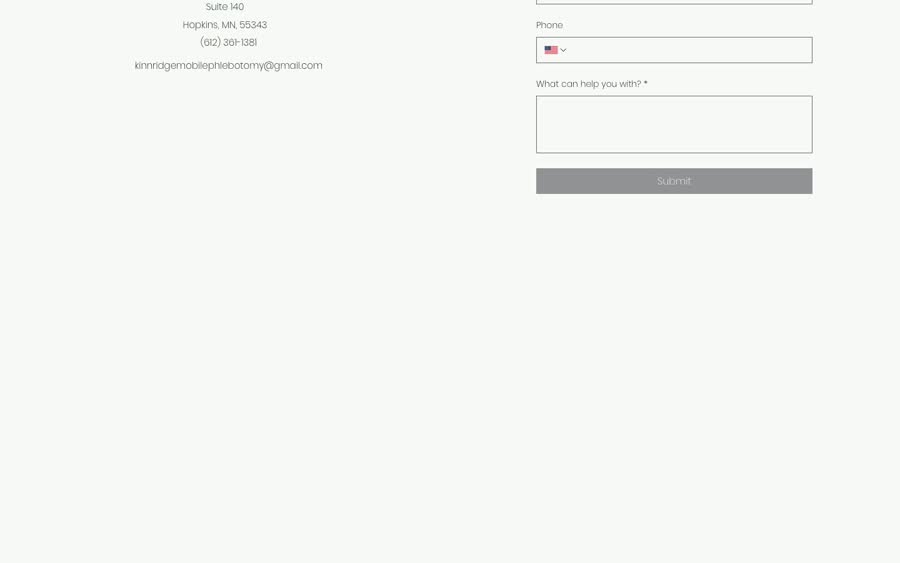 Suite 140
Hopkins, MN, 55343
(612) 361-1381
kinnridgemobilephlebotomy@gmail.com
Phone
What can help you with? *
Submit